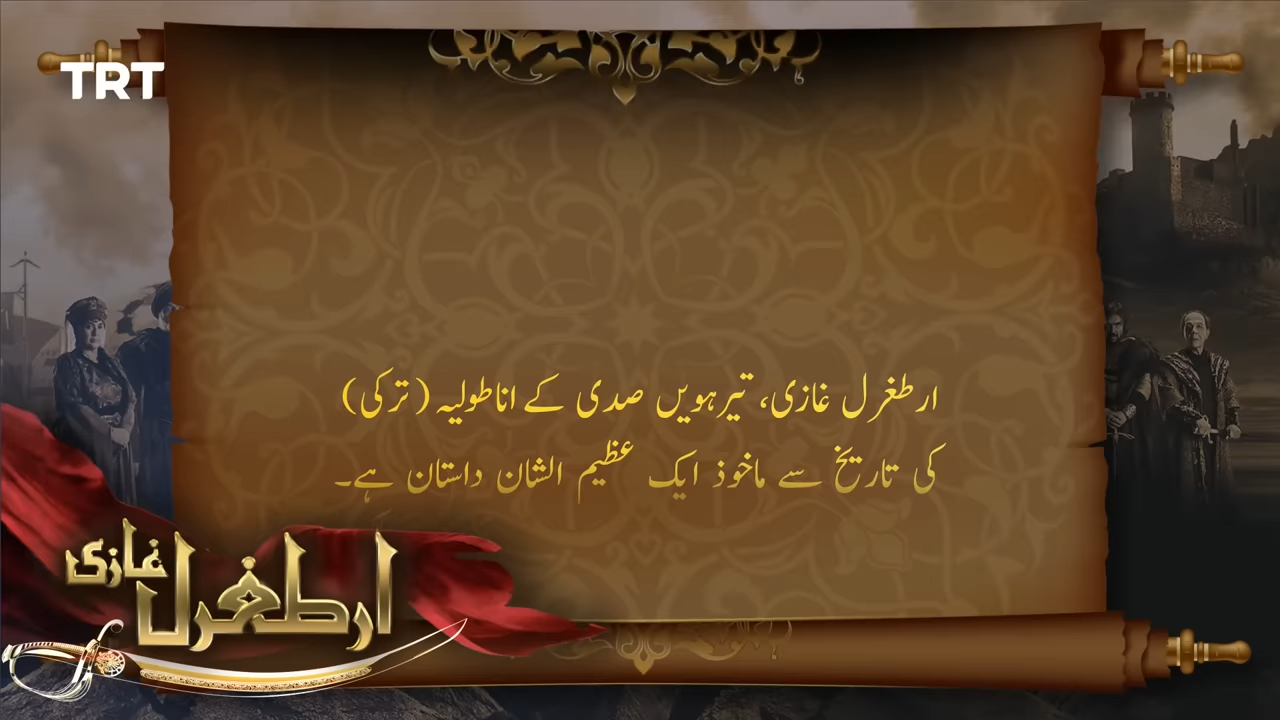 TRT
ارطغرل غازی، تیرہویں صدی کے اناطولیہ (ترکی)
کی تاریخ سے ماخوذ ایک عظیم الشان داستان ہے۔
ارطغرل غازی